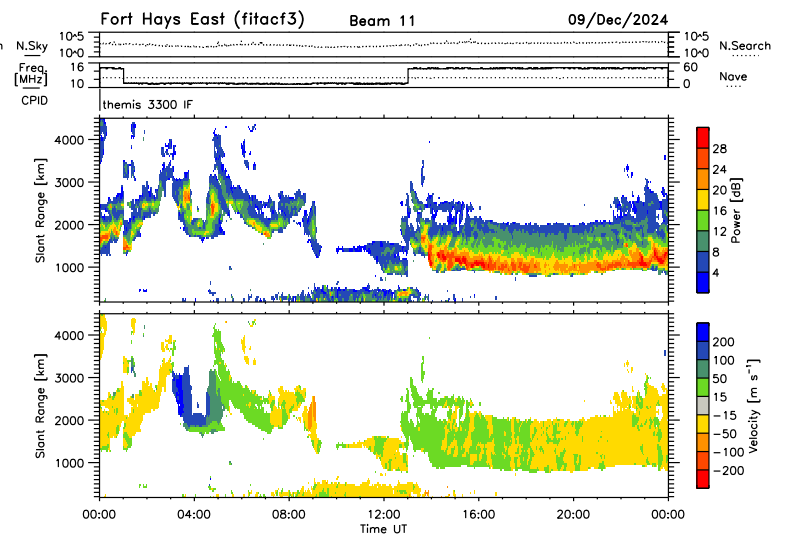 Fort Hays East (fitacf3) Beam 11 09/Dec/2024
N.Sky 10^5 10^0 10^5 10^0 N.Search
Freq. [MHz] 16 10 60 0 Nave
CPID themis 3300 IF
4000
3000
2000
1000
Slant Range [km]
28
24
20
16
12
8
4
Power [dB]
4000
3000
2000
1000
Slant Range [km]
200
100
50
15
−15
−50
−100
−200
Velocity [m s⁻¹]
00:00 04:00 08:00 12:00 16:00 20:00 00:00
Time UT